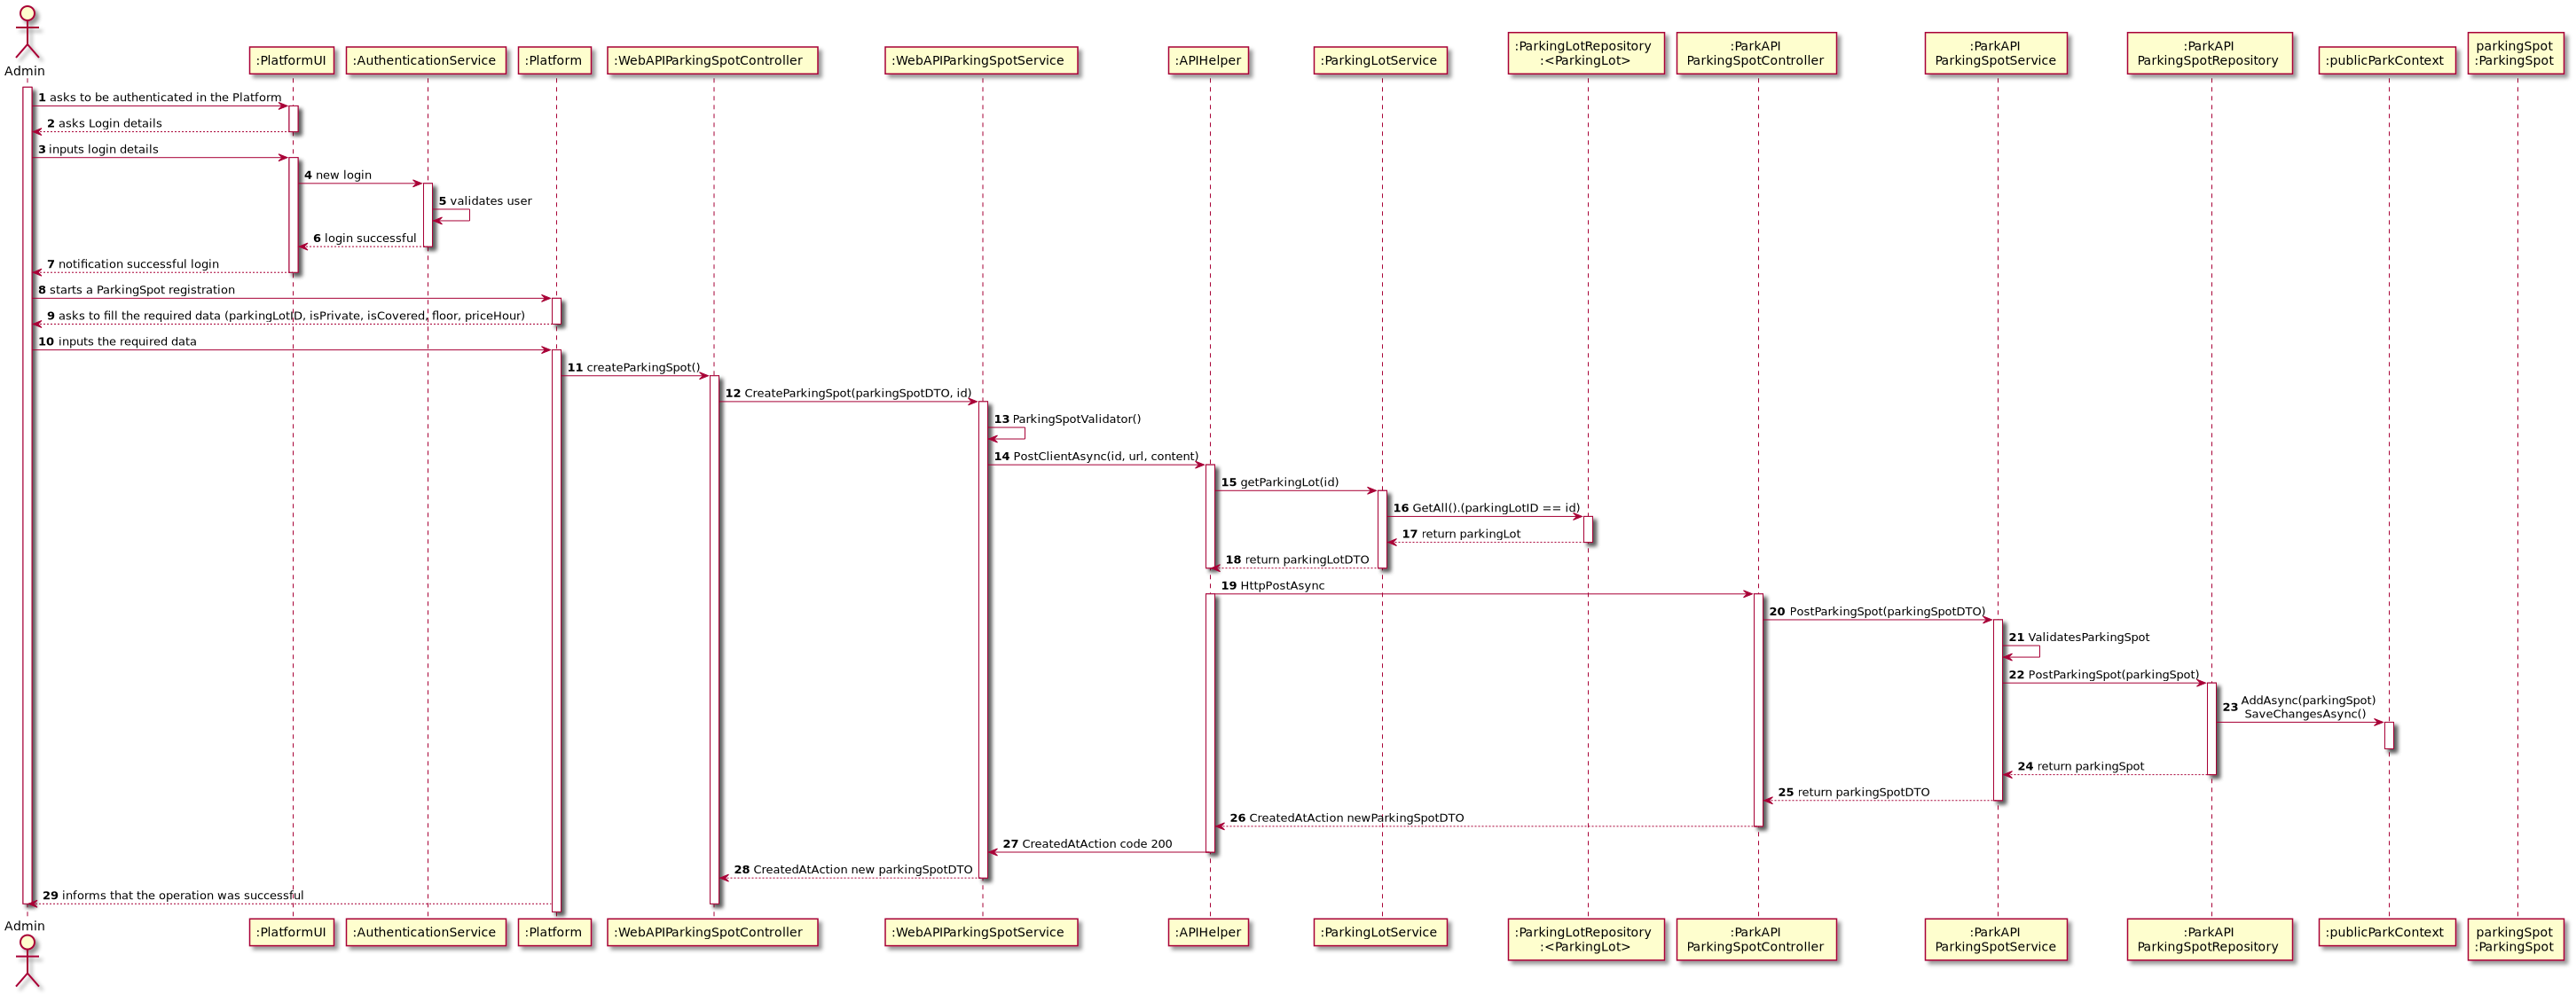 Admin
:PlatformUI
:AuthenticationService
:Platform
:WebAPIParkingSpotController
:WebAPIParkingSpotService
:APIHelper
:ParkingLotService
:ParkingLotRepository
:<ParkingLot>
:ParkAPI
ParkingSpotController
:ParkAPI
ParkingSpotService
:ParkAPI
ParkingSpotRepository
:publicParkContext
parkingSpot
:ParkingSpot
1 asks to be authenticated in the Platform
2 asks Login details
3 inputs login details
4 new login
5 validates user
6 login successful
7 notification successful login
8 starts a ParkingSpot registration
9 asks to fill the required data (parkingLotID, isPrivate, isCovered, floor, priceHour)
10 inputs the required data
11 createParkingSpot()
12 CreateParkingSpot(parkingSpotDTO, id)
13 ParkingSpotValidator()
14 PostClientAsync(id, url, content)
15 getParkingLot(id)
16 GetAll().(parkingLotID == id)
17 return parkingLot
18 return parkingLotDTO
19 HttpPostAsync
20 PostParkingSpot(parkingSpotDTO)
21 ValidatesParkingSpot
22 PostParkingSpot(parkingSpot)
23 AddAsync(parkingSpot)
SaveChangesAsync()
24 return parkingSpot
25 return parkingSpotDTO
26 CreatedAtAction newParkingSpotDTO
27 CreatedAtAction code 200
28 CreatedAtAction new parkingSpotDTO
29 informs that the operation was successful
Admin
:PlatformUI
:AuthenticationService
:Platform
:WebAPIParkingSpotController
:WebAPIParkingSpotService
:APIHelper
:ParkingLotService
:ParkingLotRepository
:<ParkingLot>
:ParkAPI
ParkingSpotController
:ParkAPI
ParkingSpotService
:ParkAPI
ParkingSpotRepository
:publicParkContext
parkingSpot
:ParkingSpot